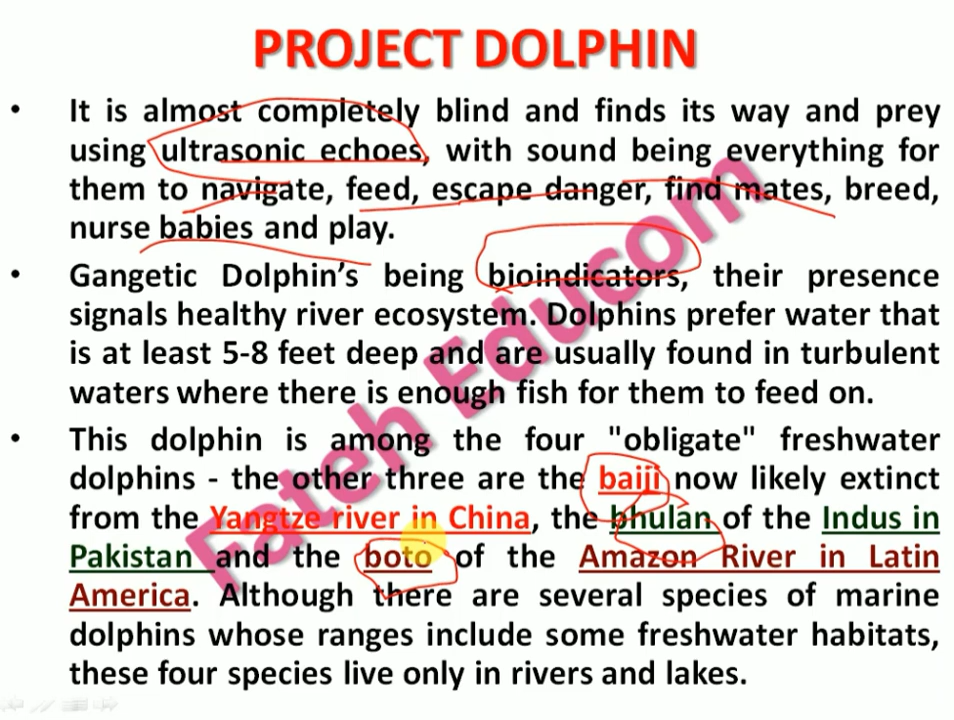 PROJECT DOLPHIN
• It is almost completely blind and finds its way and prey
using ultrasonic echoes, with sound being everything for
them to navigate, feed, escape danger, find mates, breed,
nurse babies and play.
• Gangetic Dolphin's being bioindicators, their presence
signals healthy river ecosystem. Dolphins prefer water that
is at least 5-8 feet deep and are usually found in turbulent
waters where there is enough fish for them to feed on.
• This dolphin is among the four "obligate" freshwater
dolphins - the other three are the baiji now likely extinct
from the Yangtze river in China, the bhulan of the Indus in
Pakistan and the boto of the Amazon River in Latin
America. Although there are several species of marine
dolphins whose ranges include some freshwater habitats,
these four species live only in rivers and lakes.
Fateh Educom